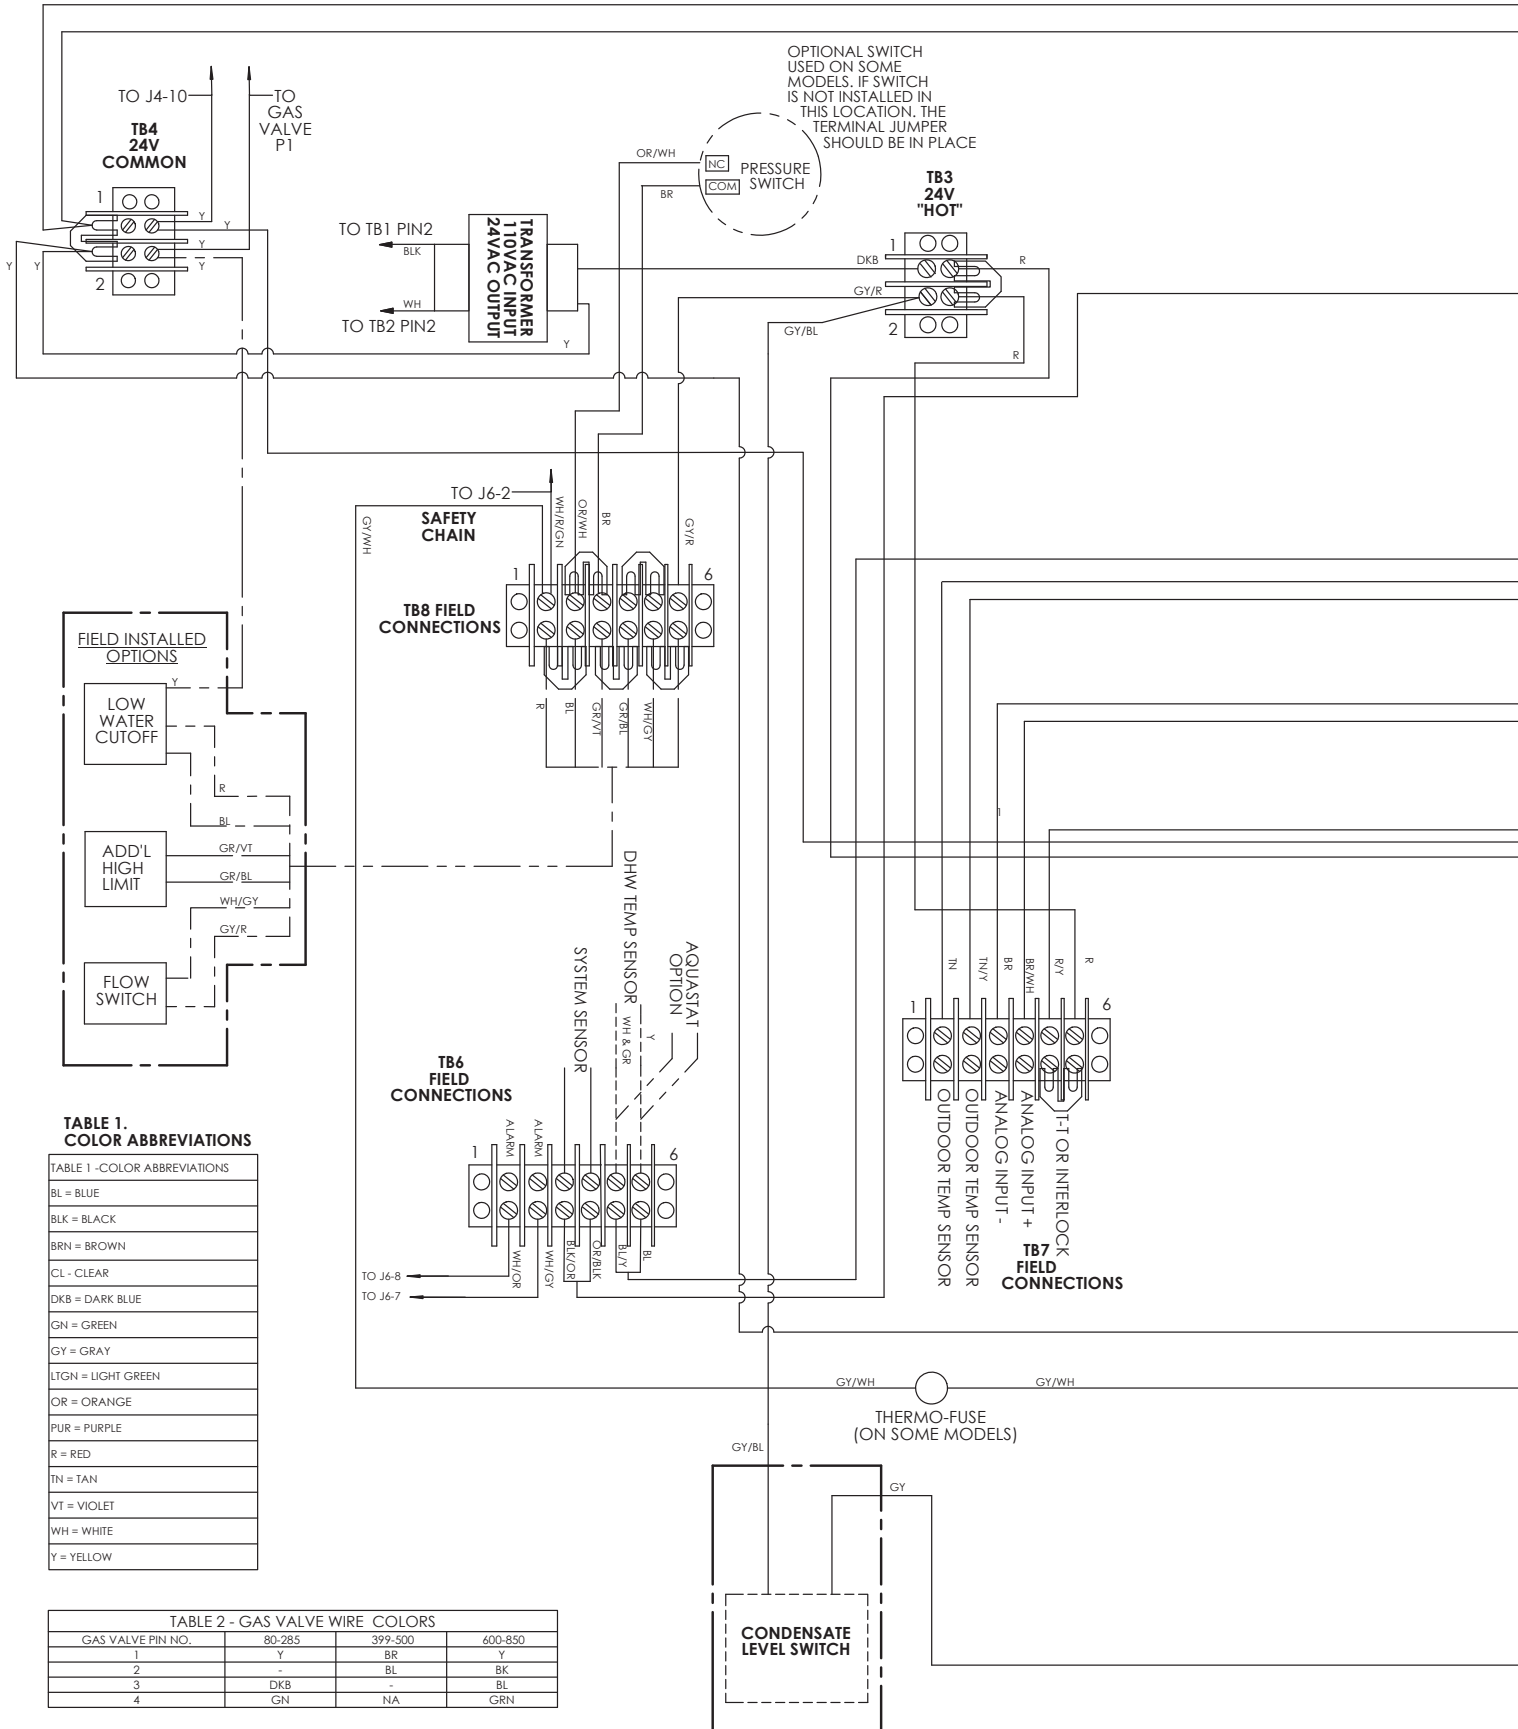 OPTIONAL SWITCH
USED ON SOME
MODELS. IF SWITCH
IS NOT INSTALLED IN
THIS LOCATION. THE
TERMINAL JUMPER
SHOULD BE IN PLACE
TO J4-10
TO
GAS
VALVE
P1
TB4
24V
COMMON
1
2
Y
Y
Y
Y
Y
Y
OR/WH
BR
NC
COM
PRESSURE
SWITCH
TB3
24V
"HOT"
1
2
DKB
GY/R
GY/BL
R
R
TO TB1 PIN2
BLK
WH
TO TB2 PIN2
TRANSFORMER
110VAC INPUT
24VAC OUTPUT
Y
TO J6-2
SAFETY
CHAIN
GY/WH
WH/R/GN
OR/WH
BR
GY/R
1
6
TB8 FIELD
CONNECTIONS
R
BL
GR/VT
GR/BL
WH/GY
FIELD INSTALLED
OPTIONS
LOW
WATER
CUTOFF
Y
R
BL
ADD'L
HIGH
LIMIT
GR/VT
GR/BL
WH/GY
GY/R
FLOW
SWITCH
1
DHW TEMP SENSOR
SYSTEM SENSOR
AQUASTAT
OPTION
WH & GR
Y
TB6
FIELD
CONNECTIONS
1
ALARM
ALARM
6
WH/OR
WH/GY
BLK/OR
OR/BLK
BL/Y
BL
TO J6-8
TO J6-7
TN
TN/Y
BR
BR/WH
R/Y
R
1
6
OUTDOOR TEMP SENSOR
OUTDOOR TEMP SENSOR
ANALOG INPUT -
ANALOG INPUT +
T-T OR INTERLOCK
TB7
FIELD
CONNECTIONS
TABLE 1.
COLOR ABBREVIATIONS
TABLE 1 -COLOR ABBREVIATIONS
BL = BLUE
BLK = BLACK
BRN = BROWN
CL - CLEAR
DKB = DARK BLUE
GN = GREEN
GY = GRAY
LTGN = LIGHT GREEN
OR = ORANGE
PUR = PURPLE
R = RED
TN = TAN
VT = VIOLET
WH = WHITE
Y = YELLOW
GY/WH
GY/WH
THERMO-FUSE
(ON SOME MODELS)
GY/BL
GY
CONDENSATE
LEVEL SWITCH
TABLE 2 - GAS VALVE WIRE COLORS
GAS VALVE PIN NO. 80-285 399-500 600-850
1 Y BR Y
2 - BL BK
3 DKB - BL
4 GN NA GRN